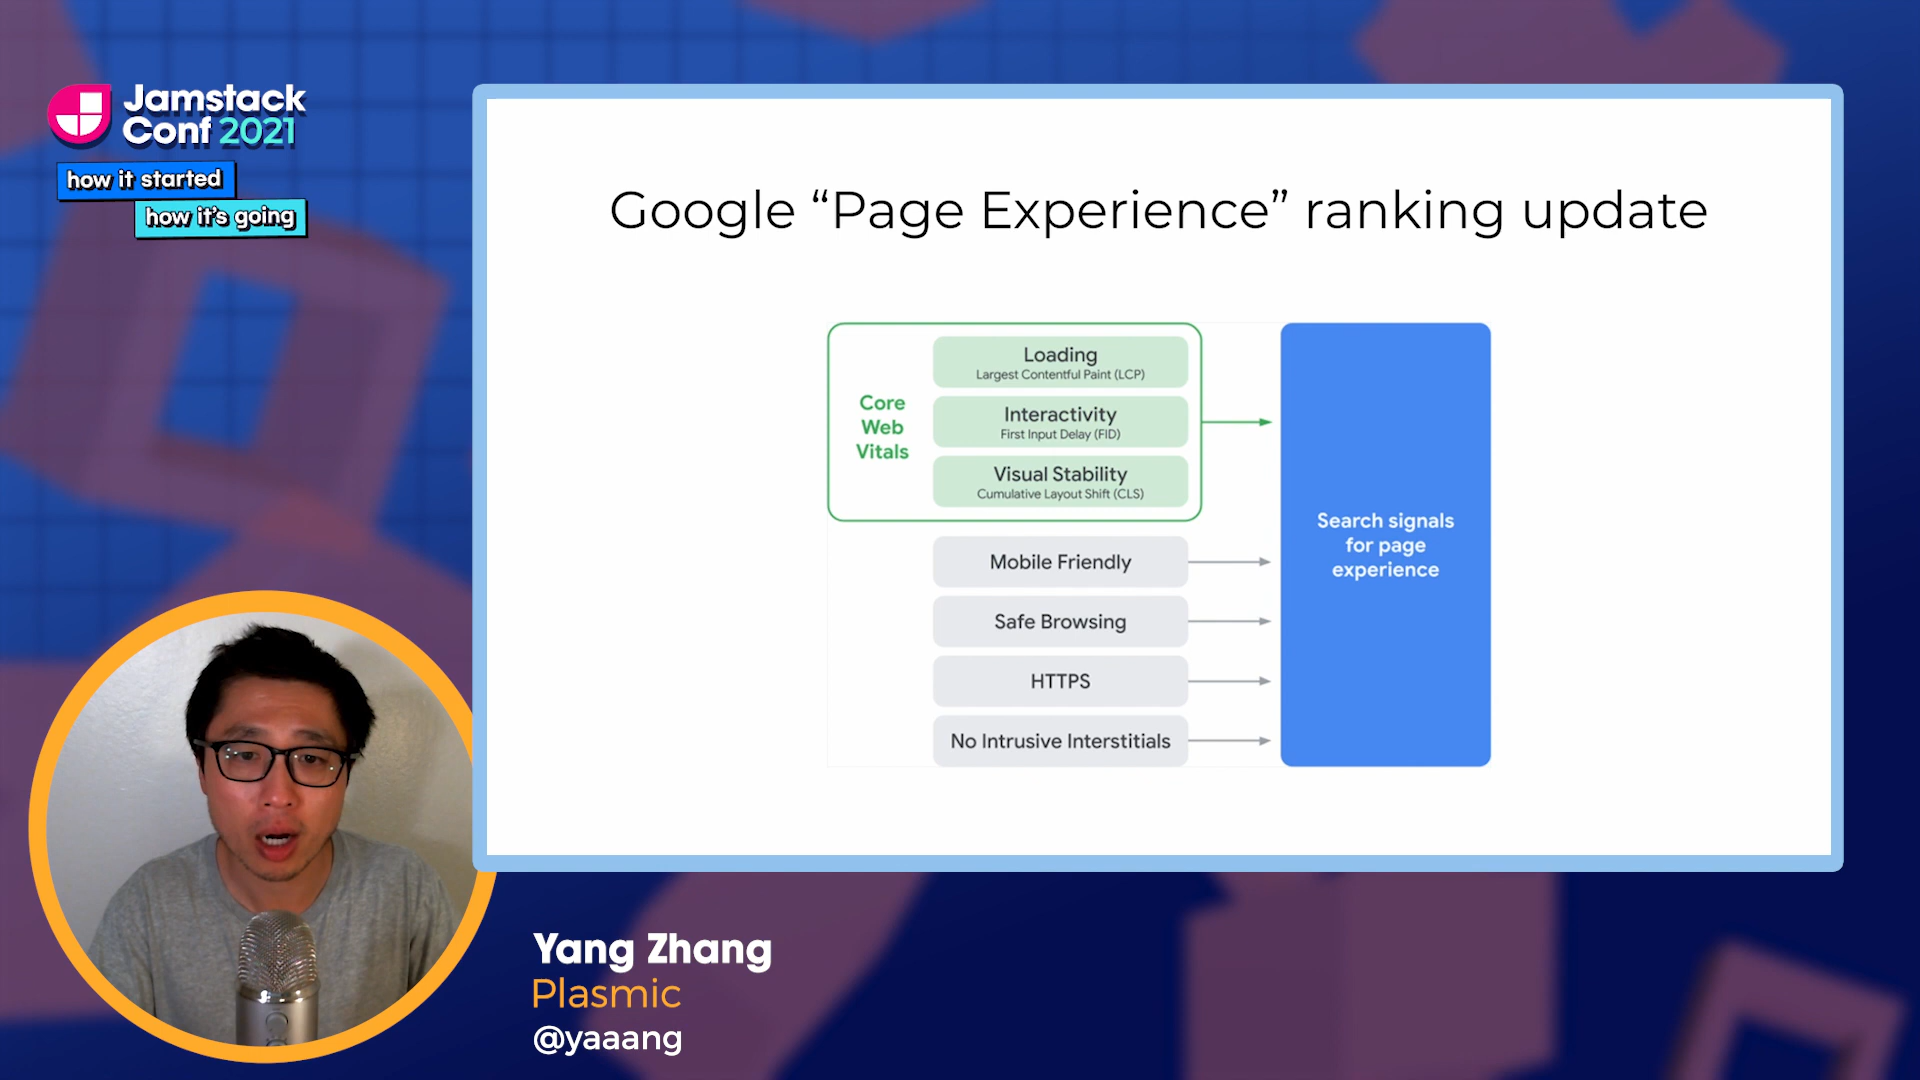 Jamstack
Conf 2021
how it started
how it's going
Google “Page Experience” ranking update
Core
Web
Vitals
Loading
Largest Contentful Paint (LCP)
Interactivity
First Input Delay (FID)
Visual Stability
Cumulative Layout Shift (CLS)
Mobile Friendly
Safe Browsing
HTTPS
No Intrusive Interstitials
Search signals
for page
experience
Yang Zhang
Plasmic
@yaaang